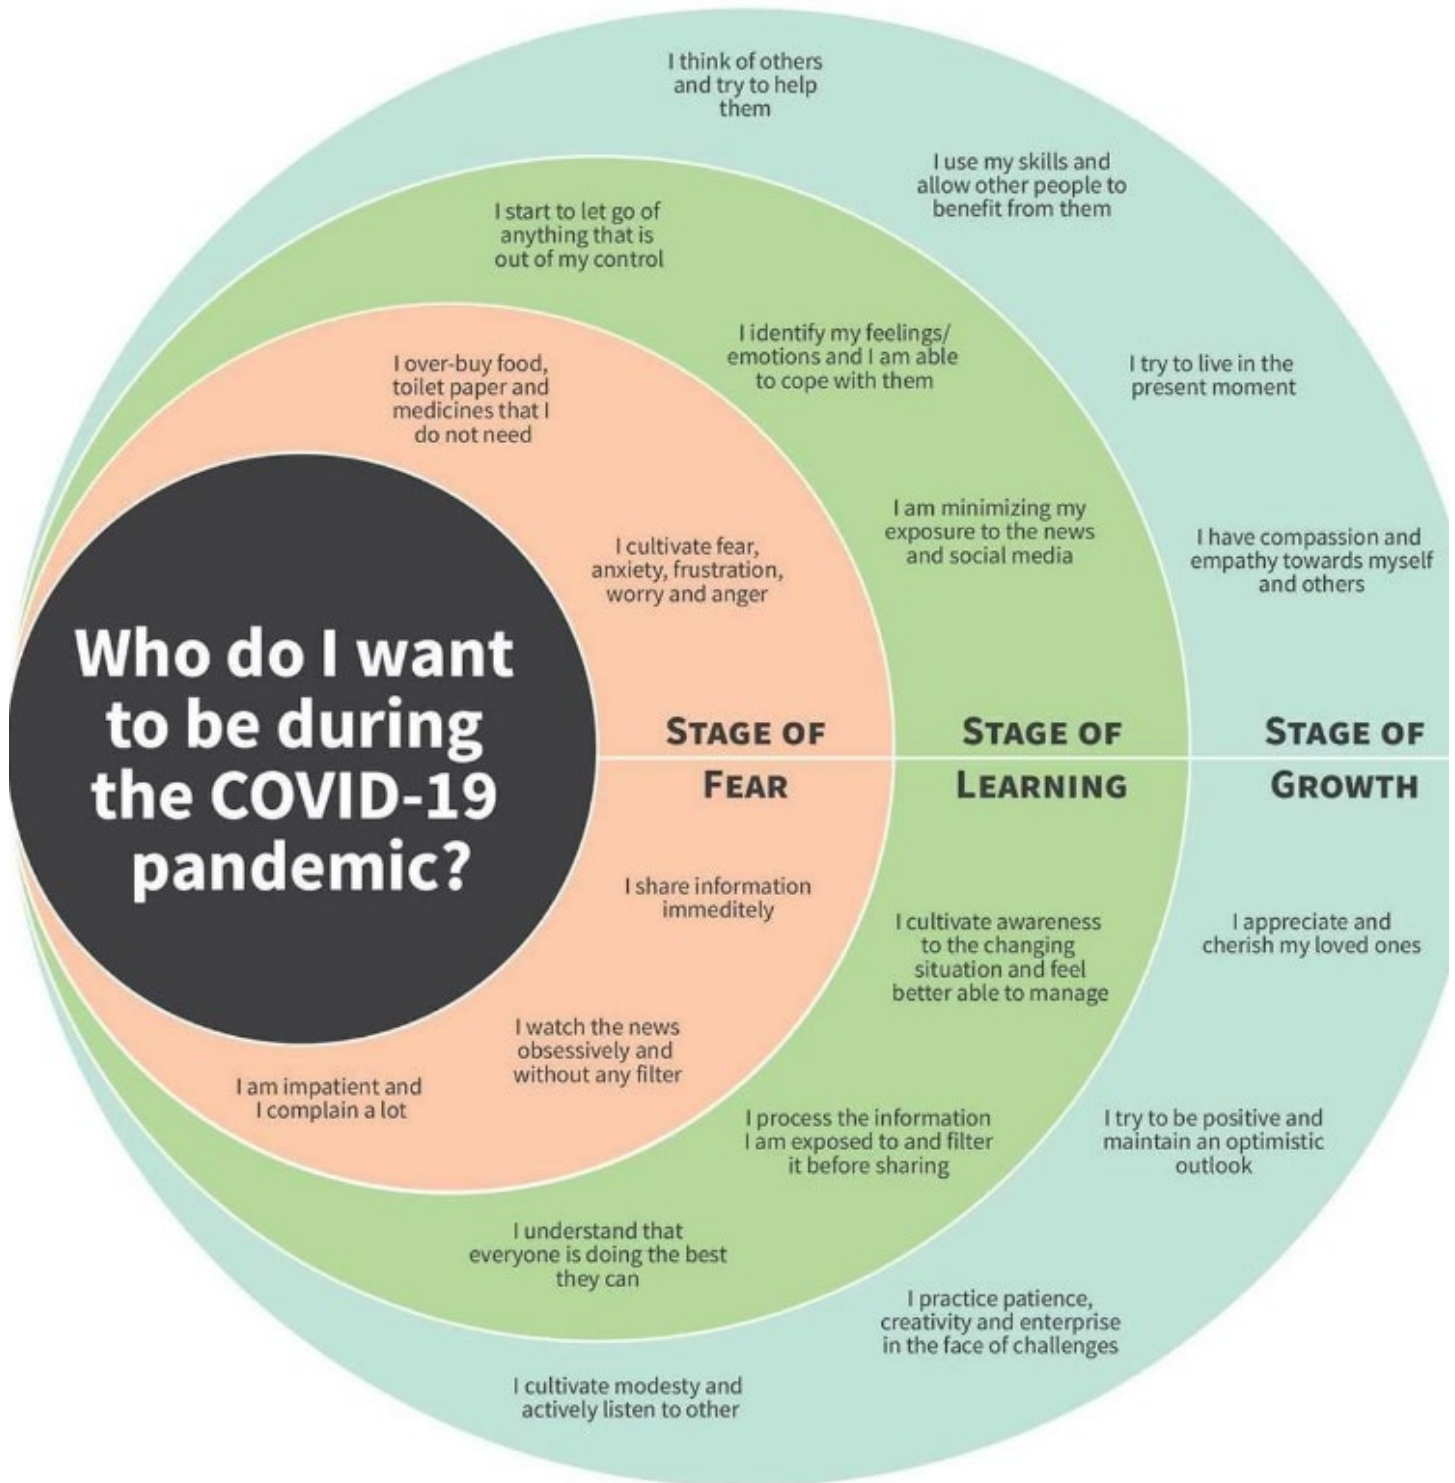 I think of others
and try to help
them
I use my skills and
allow other people to
benefit from them
I try to live in the
present moment
I have compassion and
empathy towards myself
and others
I start to let go of
anything that is
out of my control
I identify my feelings/
emotions and I am able
to cope with them
I am minimizing my
exposure to the news
and social media
I over-buy food,
toilet paper and
medicines that I
do not need
I cultivate fear,
anxiety, frustration,
worry and anger
Who do I want
to be during
the COVID-19
pandemic?
STAGE OF
FEAR
STAGE OF
LEARNING
STAGE OF
GROWTH
I share information
immeditely
I watch the news
obsessively and
without any filter
I am impatient and
I complain a lot
I cultivate awareness
to the changing
situation and feel
better able to manage
I process the information
I am exposed to and filter
it before sharing
I understand that
everyone is doing the best
they can
I appreciate and
cherish my loved ones
I try to be positive and
maintain an optimistic
outlook
I practice patience,
creativity and enterprise
in the face of challenges
I cultivate modesty and
actively listen to other